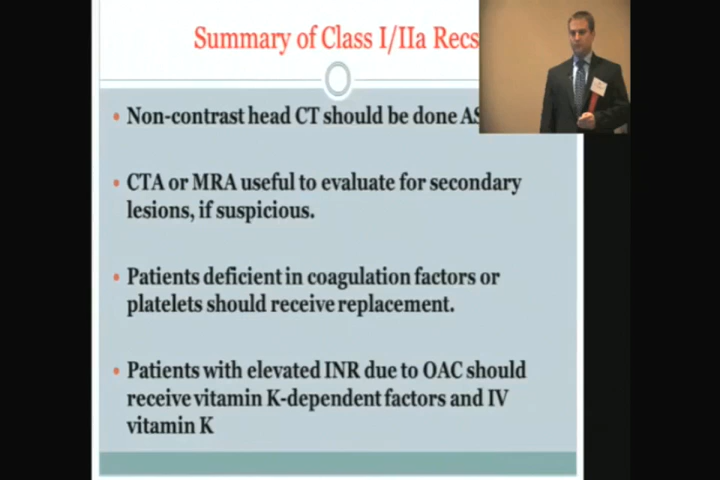 Summary of Class I/IIa Recs
• Non-contrast head CT should be done
• CTA or MRA useful to evaluate for secondary
lesions, if suspicious.
• Patients deficient in coagulation factors or
platelets should receive replacement.
• Patients with elevated INR due to OAC should
receive vitamin K-dependent factors and IV
vitamin K